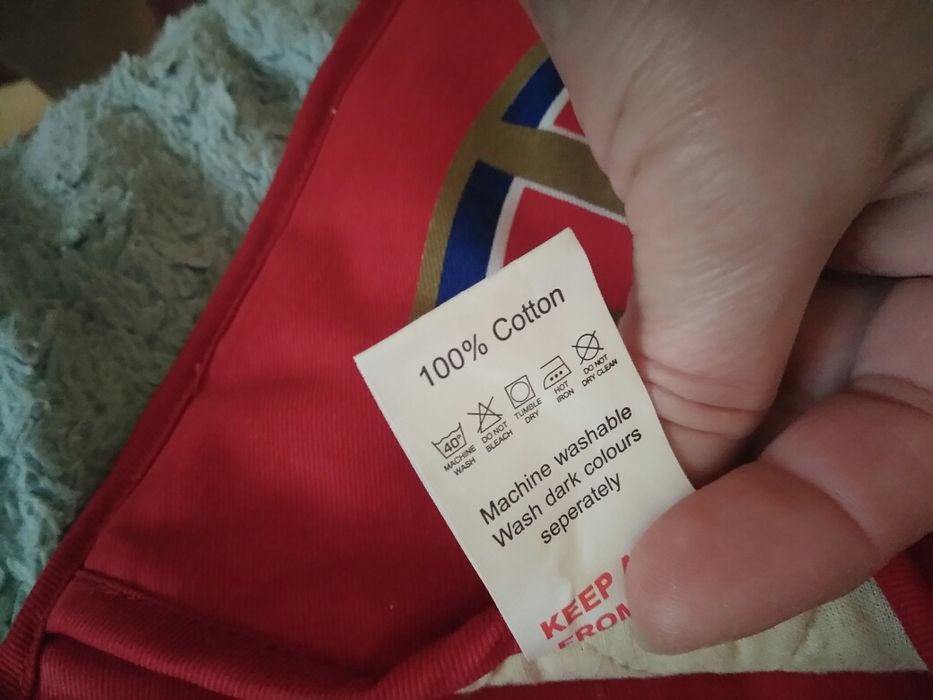 100% Cotton
40°
MACHINE WASH
DO NOT BLEACH
TUMBLE DRY
HOT IRON
DO NOT DRY CLEAN
Machine washable
Wash dark colours
seperately
KEEP
FROM